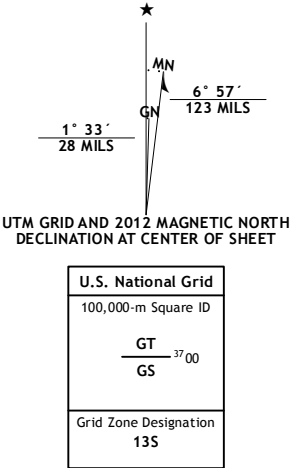 ★
MN
GN
6° 57´
123 MILS
1° 33´
28 MILS
UTM GRID AND 2012 MAGNETIC NORTH
DECLINATION AT CENTER OF SHEET
U.S. National Grid
100,000-m Square ID
GT
3700
GS
Grid Zone Designation
13S